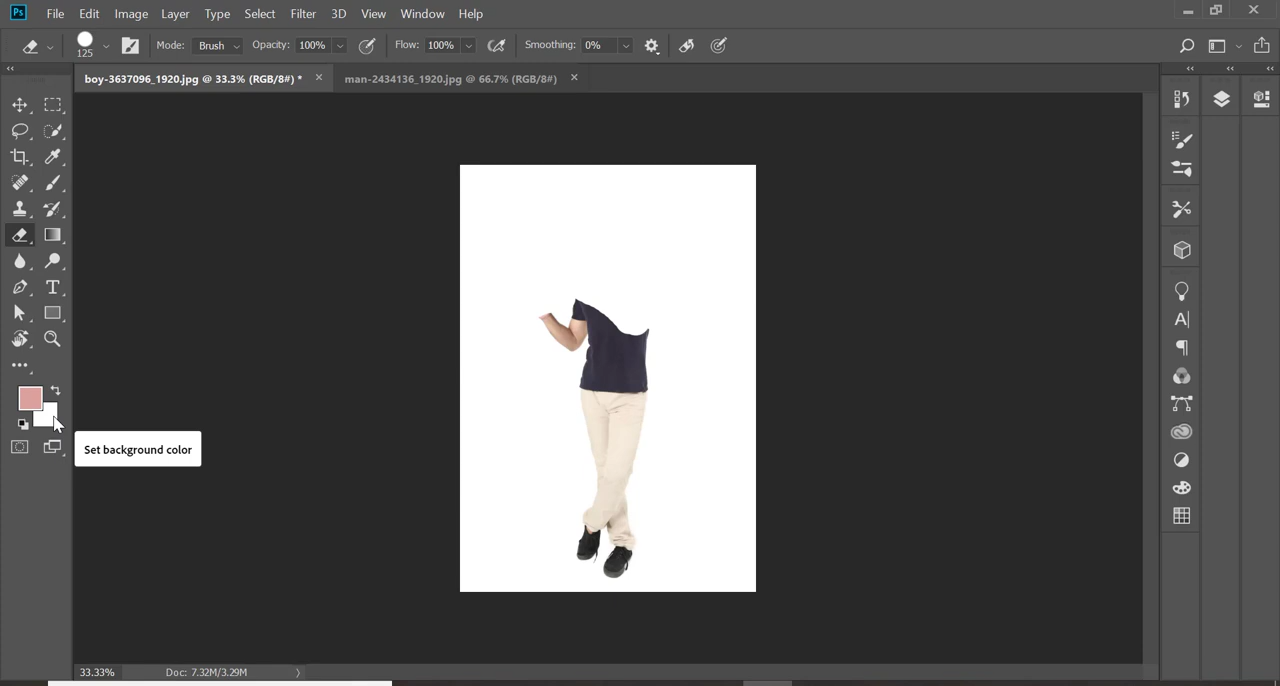 Ps File Edit Image Layer Type Select Filter 3D View Window Help
125 Mode: Brush Opacity: 100% Flow: 100% Smoothing: 0%
boy-3637096_1920.jpg @ 33.3% (RGB/8#) * × man-2434136_1920.jpg @ 66.7% (RGB/8#) ×
Set background color
33.33% Doc: 7.32M/3.29M